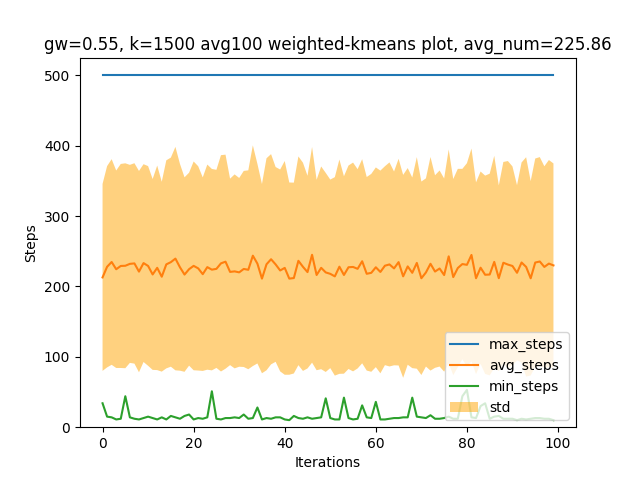 gw=0.55, k=1500 avg100 weighted-kmeans plot, avg_num=225.86
500
400
300
200
100
0
Steps
max_steps
avg_steps
min_steps
std
0
20
40
60
80
100
Iterations